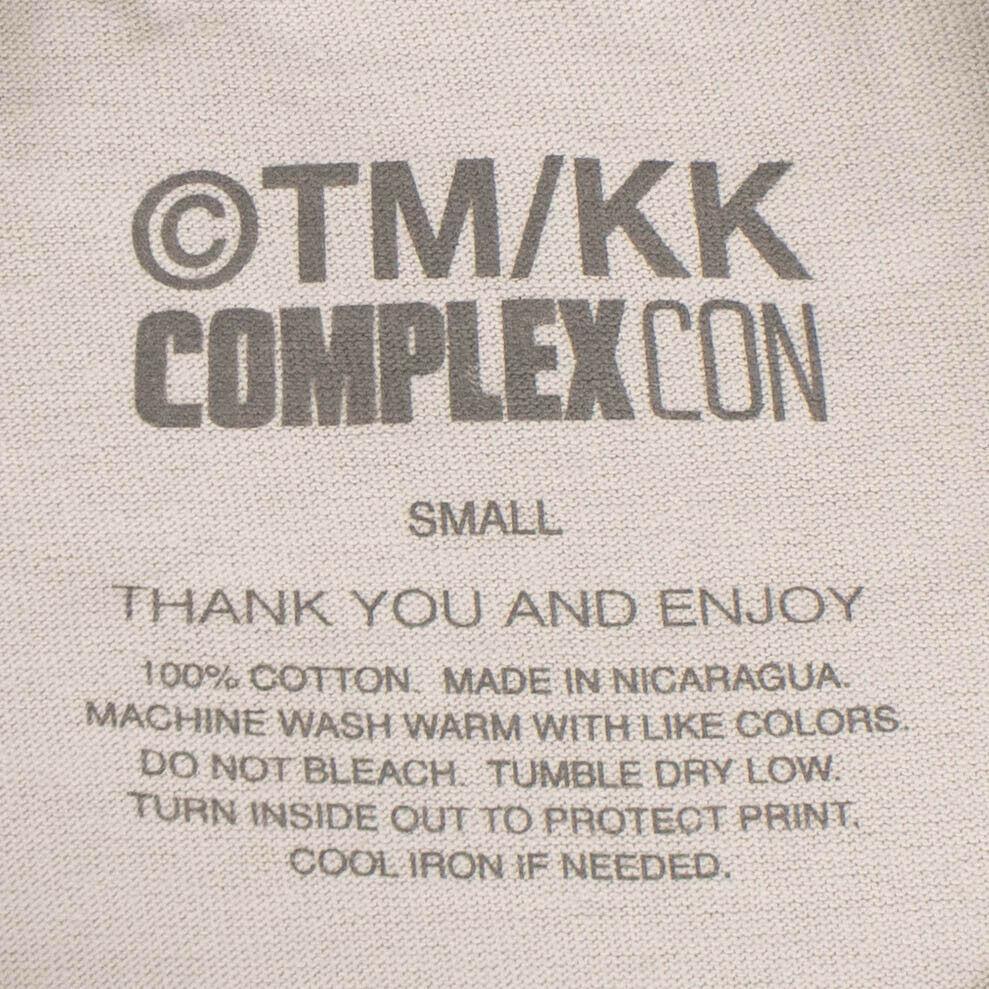 ©TM/KK
COMPLEXCON
SMALL
THANK YOU AND ENJOY
100% COTTON. MADE IN NICARAGUA.
MACHINE WASH WARM WITH LIKE COLORS.
DO NOT BLEACH. TUMBLE DRY LOW.
TURN INSIDE OUT TO PROTECT PRINT.
COOL IRON IF NEEDED.